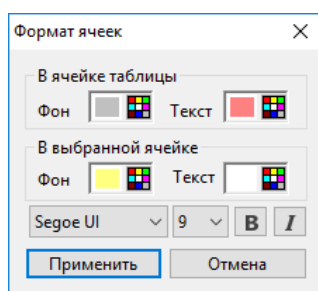 Формат ячеек
В ячейке таблицы
Фон Текст
В выбранной ячейке
Фон Текст
Segoe UI 9 B I
Применить Отмена